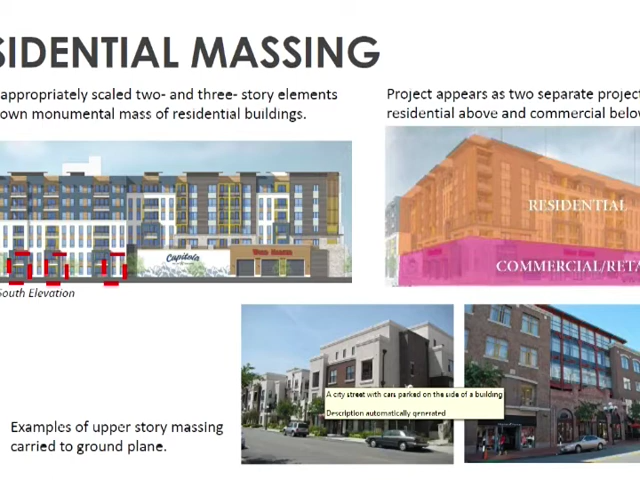 SIDENTIAL MASSING
appropriately scaled two- and three- story elements
own monumental mass of residential buildings.
Project appears as two separate project
residential above and commercial below
RESIDENTIAL
COMMERCIAL/RETA
Capitola
South Elevation
A city street with cars parked on the side of a building
Description automatically generated
Examples of upper story massing
carried to ground plane.